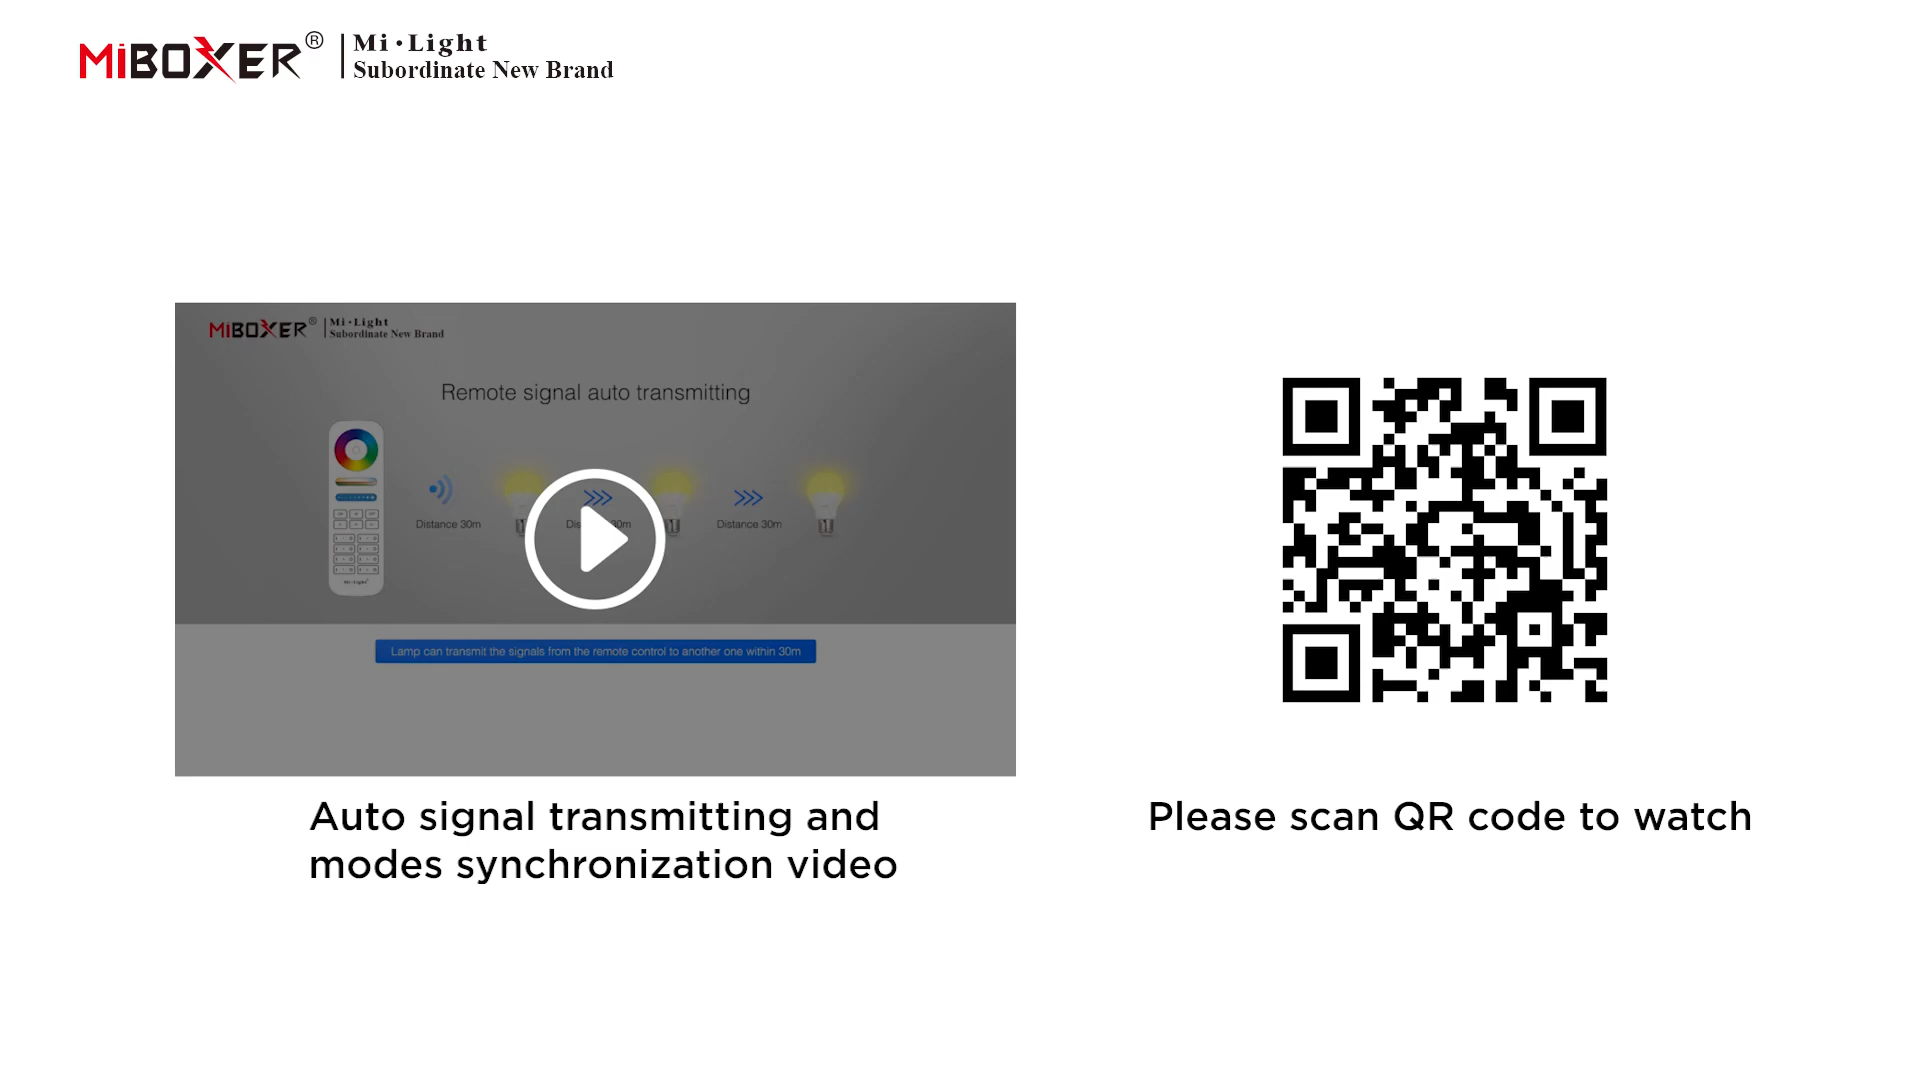 MiBOXER® | Mi·Light
Subordinate New Brand
MiBOXER® | Mi·Light
Subordinate New Brand
Remote signal auto transmitting
Distance 30m
Distance 30m
Mi·Light
Lamp can transmit the signals from the remote control to another one within 30m
Auto signal transmitting and
modes synchronization video
Please scan QR code to watch